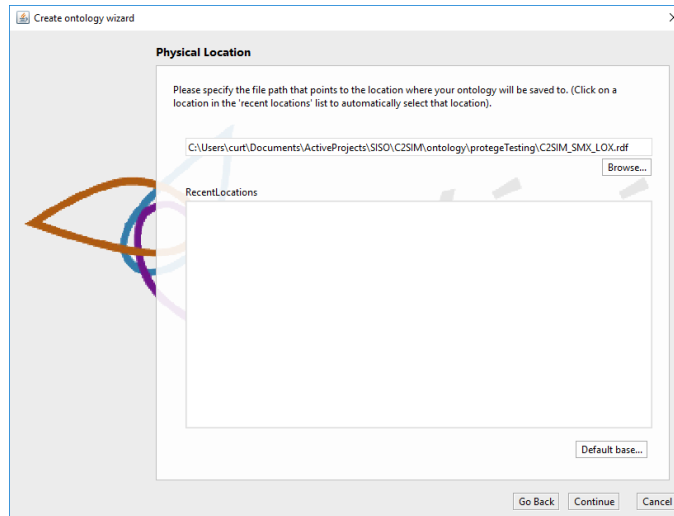 Create ontology wizard
Physical Location
Please specify the file path that points to the location where your ontology will be saved to. (Click on a
location in the 'recent locations' list to automatically select that location).
C:\Users\curt\Documents\ActiveProjects\SISO\C2SIM\ontology\protegeTesting\C2SIM_SMX_LOX.rdf
Browse...
RecentLocations
Default base...
Go Back Continue Cancel